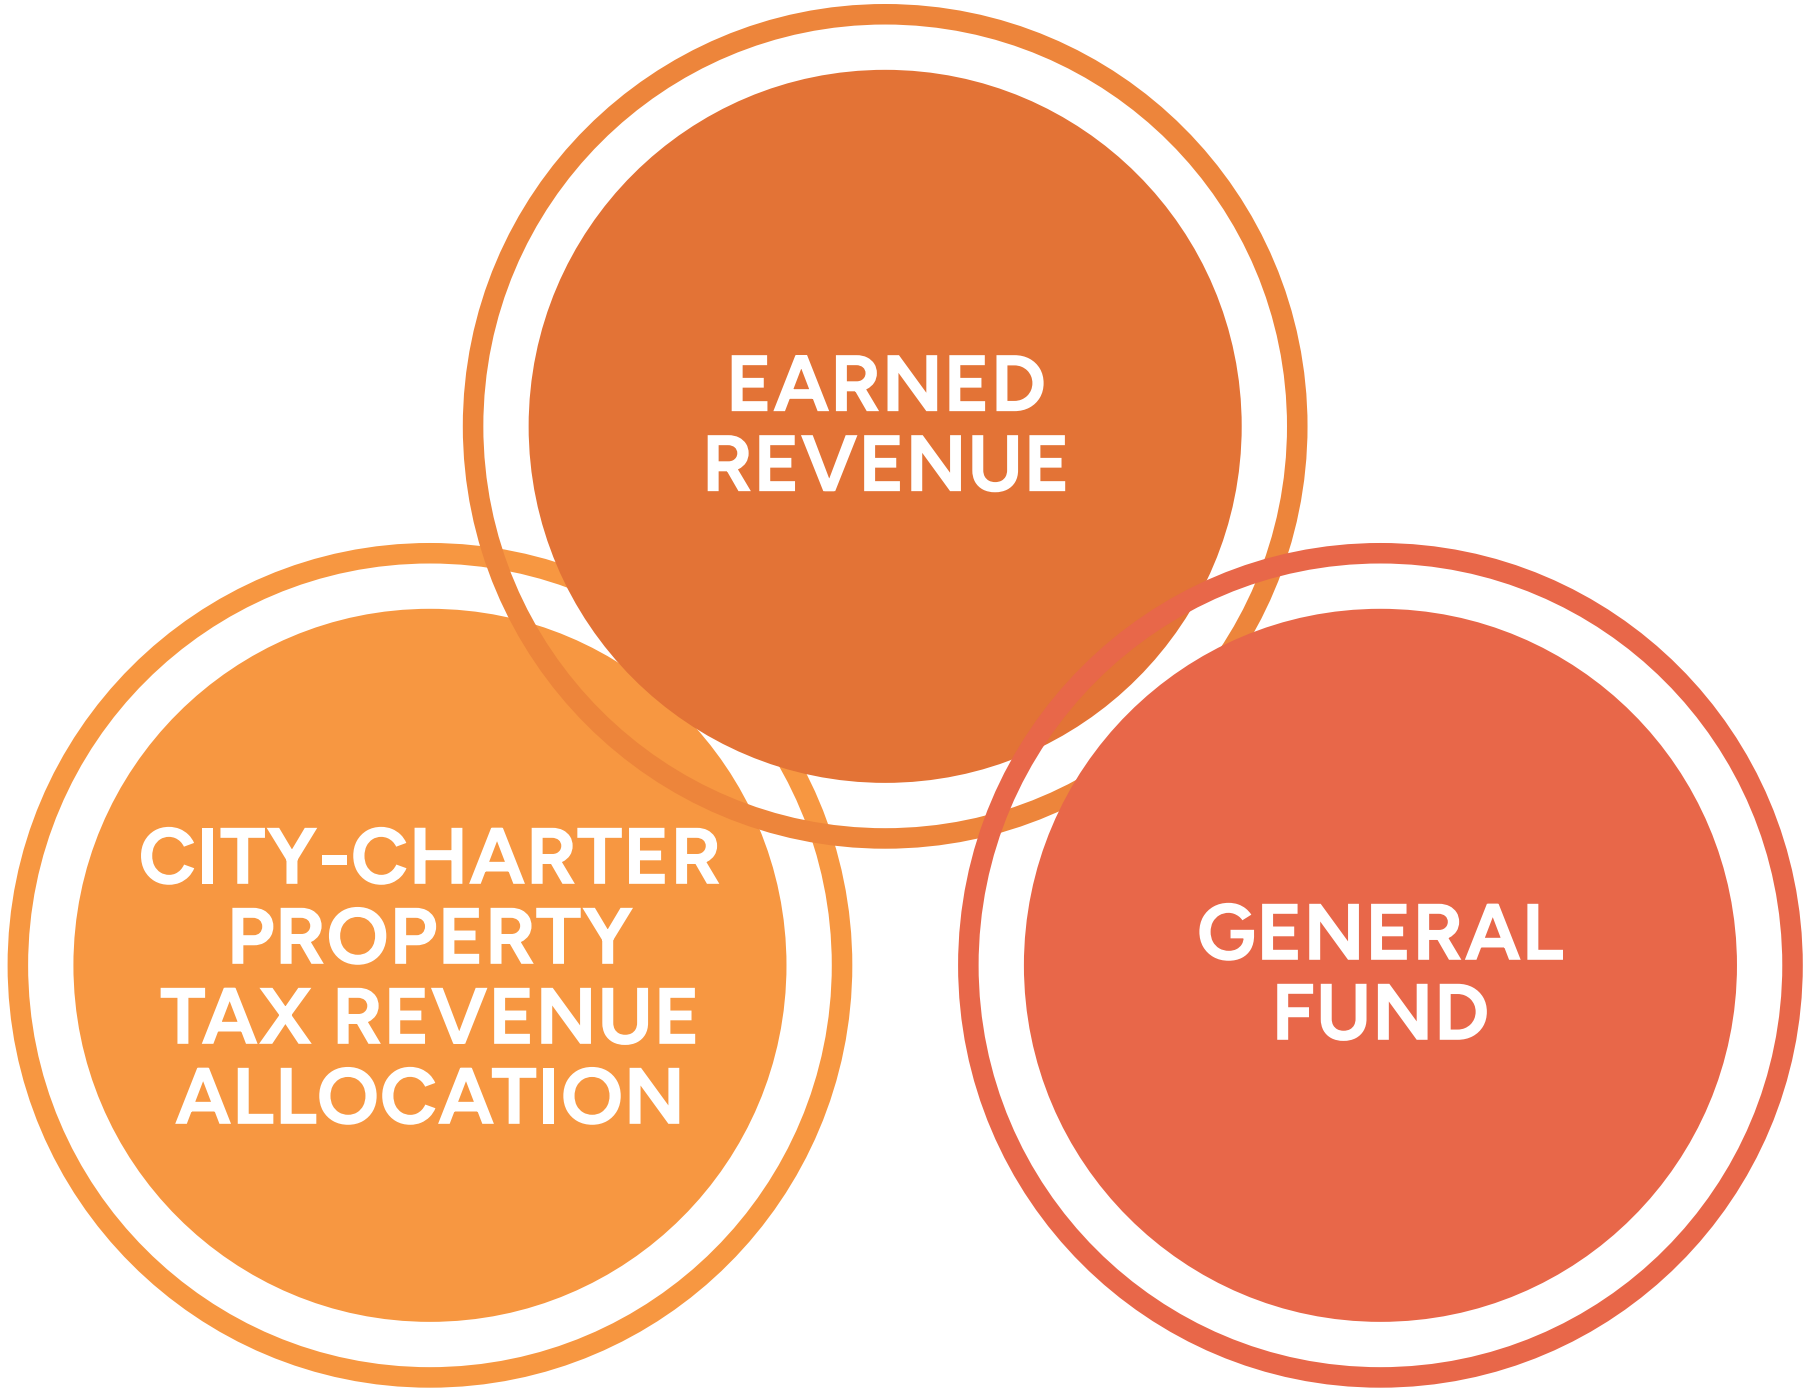 EARNED
REVENUE
CITY-CHARTER
PROPERTY
TAX REVENUE
ALLOCATION
GENERAL
FUND